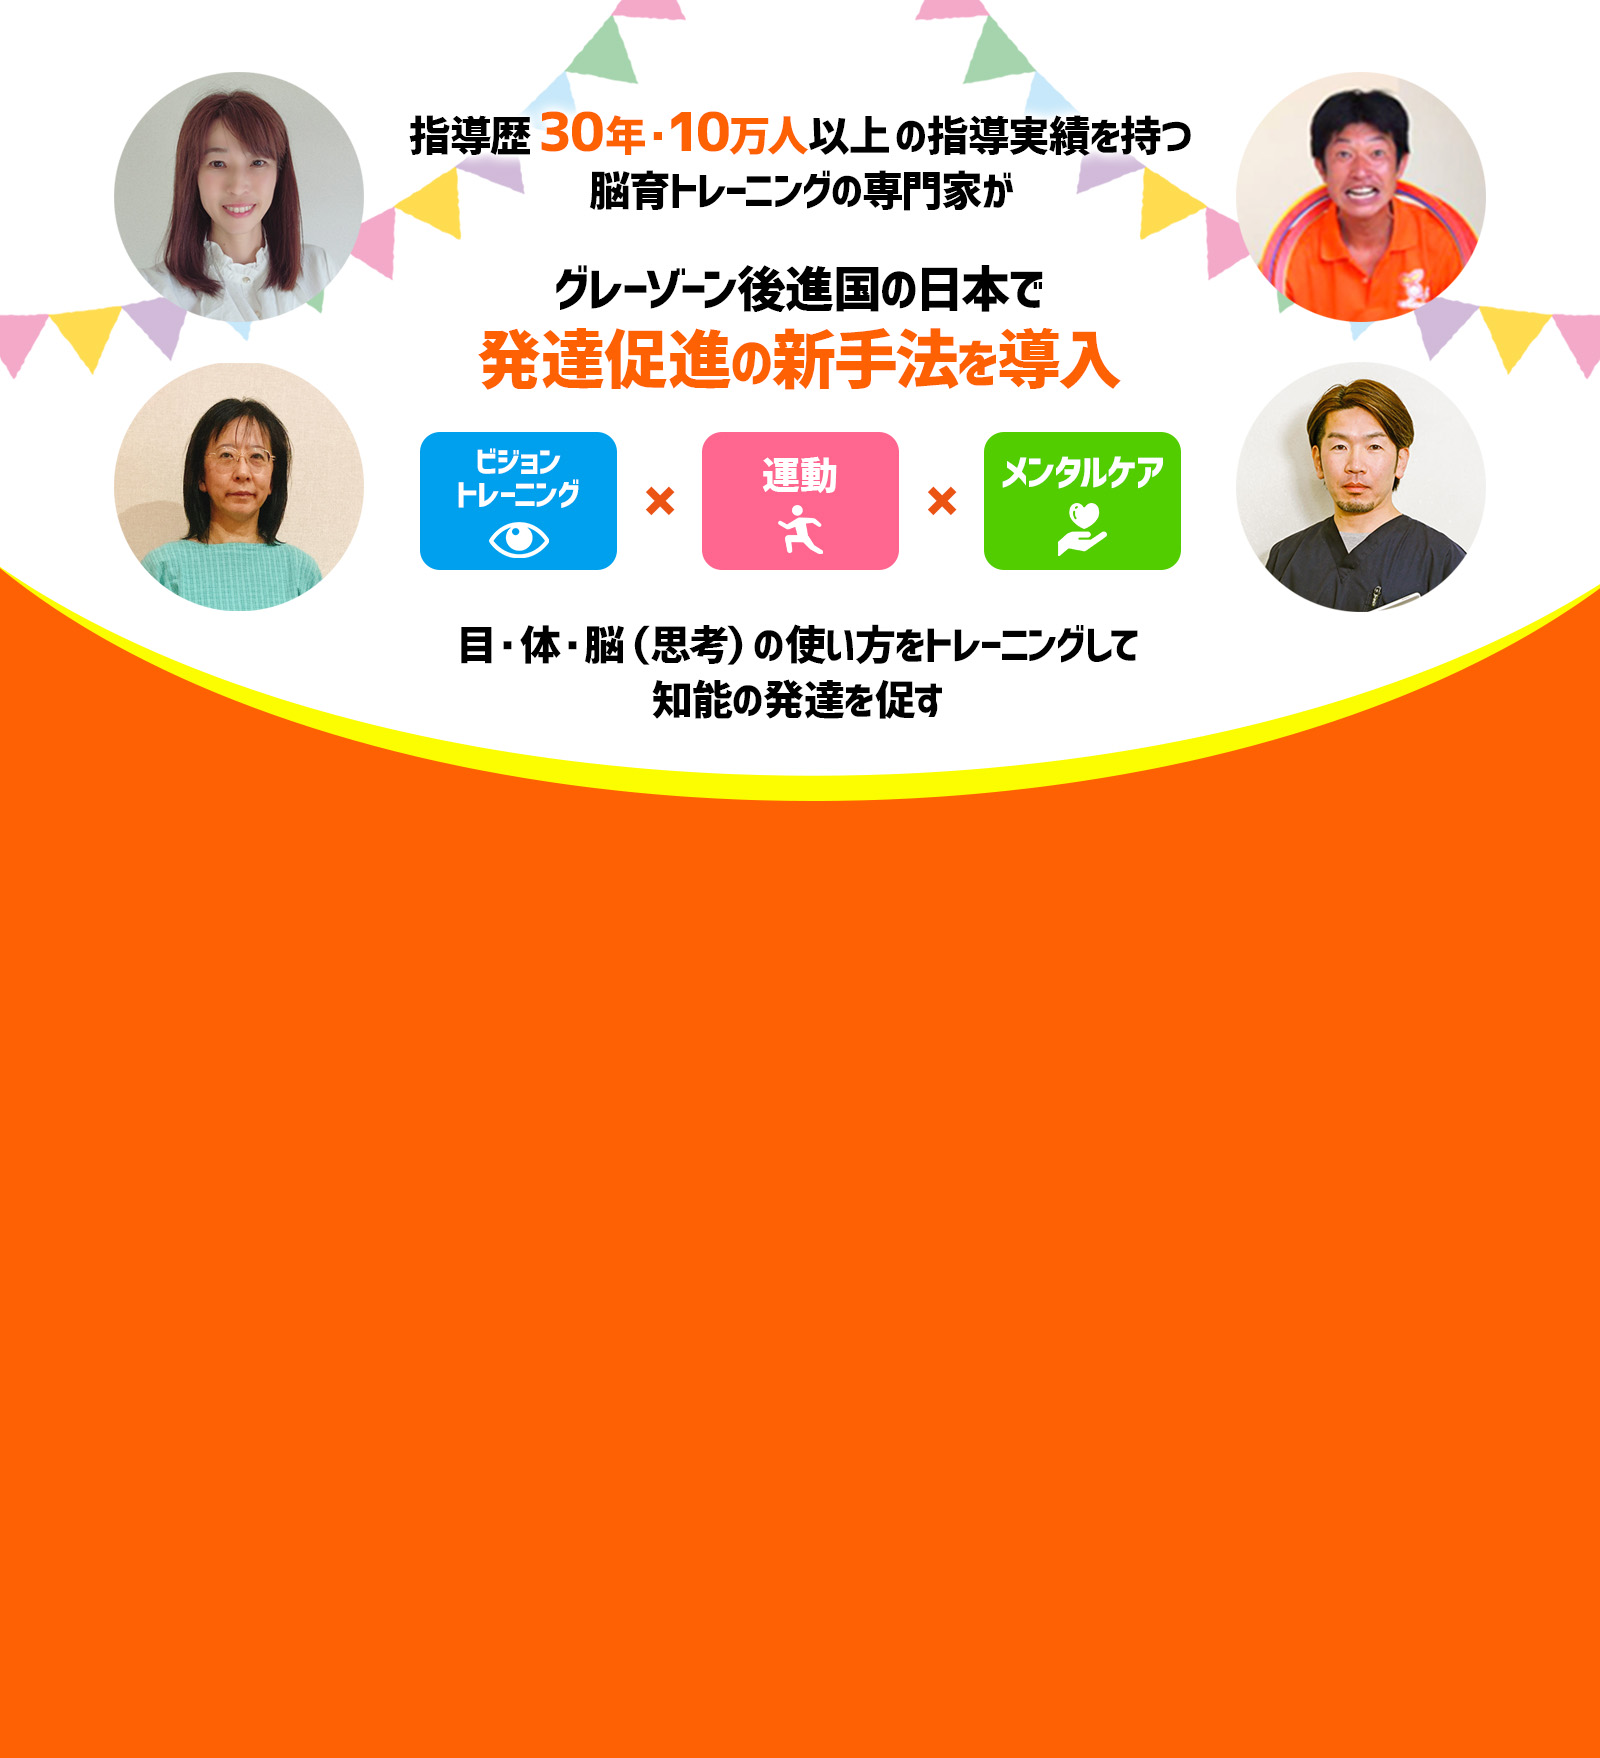 指導歴 30年・10万人以上の指導実績を持つ
脳育トレーニングの専門家が
グレーゾーン後進国の日本で
発達促進の新手法を導入
ビジョン
トレーニング
×
運動
×
メンタルケア
目・体・脳(思考)の使い方をトレーニングして
知能の発達を促す